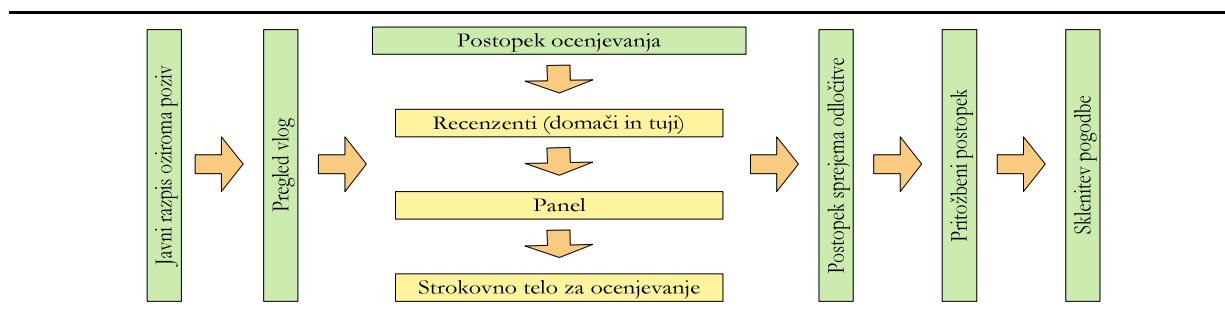 Javni razpis oziroma poziv
Pregled vlog
Postopek ocenjevanja
Recenzenti (domači in tuji)
Panel
Strokovno telo za ocenjevanje
Postopek sprejema odločitve
Pritožbeni postopek
Sklenitev pogodbe